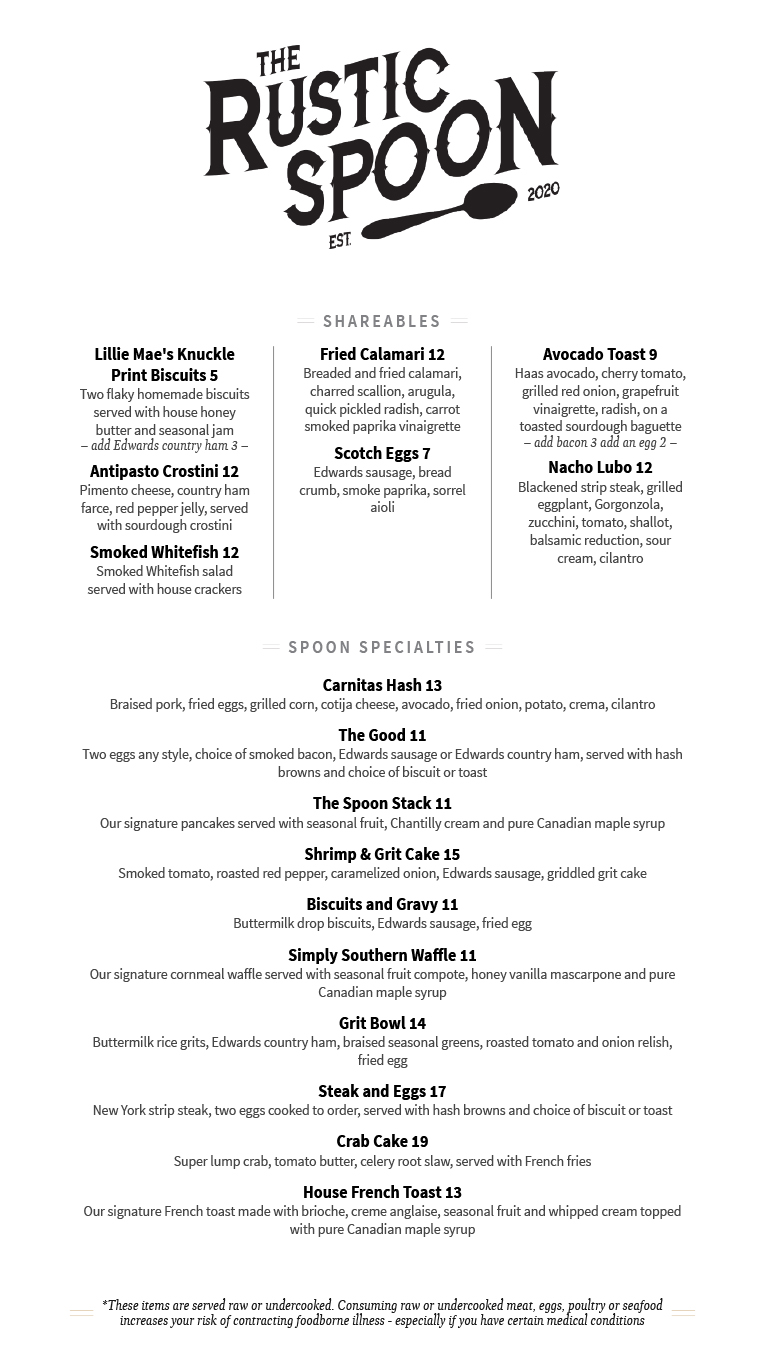 THE
RUSTIC
SPOON
EST.
2020
SHAREABLES
Lillie Mae's Knuckle
Print Biscuits 5
Two flaky homemade biscuits
served with house honey
butter and seasonal jam
– add Edwards country ham 3 –
Antipasto Crostini 12
Pimento cheese, country ham
farce, red pepper jelly, served
with sourdough crostini
Smoked Whitefish 12
Smoked Whitefish salad
served with house crackers
Fried Calamari 12
Breaded and fried calamari,
charred scallion, arugula,
quick pickled radish, carrot
smoked paprika vinaigrette
Scotch Eggs 7
Edwards sausage, bread
crumb, smoke paprika, sorrel
aioli
Avocado Toast 9
Haas avocado, cherry tomato,
grilled red onion, grapefruit
vinaigrette, radish, on a
toasted sourdough baguette
– add bacon 3 add an egg 2 –
Nacho Lubo 12
Blackened strip steak, grilled
eggplant, Gorgonzola,
zucchini, tomato, shallot,
balsamic reduction, sour
cream, cilantro
SPOON SPECIALTIES
Carnitas Hash 13
Braised pork, fried eggs, grilled corn, cotija cheese, avocado, fried onion, potato, crema, cilantro
The Good 11
Two eggs any style, choice of smoked bacon, Edwards sausage or Edwards country ham, served with hash
browns and choice of biscuit or toast
The Spoon Stack 11
Our signature pancakes served with seasonal fruit, Chantilly cream and pure Canadian maple syrup
Shrimp & Grit Cake 15
Smoked tomato, roasted red pepper, caramelized onion, Edwards sausage, griddled grit cake
Biscuits and Gravy 11
Buttermilk drop biscuits, Edwards sausage, fried egg
Simply Southern Waffle 11
Our signature cornmeal waffle served with seasonal fruit compote, honey vanilla mascarpone and pure
Canadian maple syrup
Grit Bowl 14
Buttermilk rice grits, Edwards country ham, braised seasonal greens, roasted tomato and onion relish,
fried egg
Steak and Eggs 17
New York strip steak, two eggs cooked to order, served with hash browns and choice of biscuit or toast
Crab Cake 19
Super lump crab, tomato butter, celery root slaw, served with French fries
House French Toast 13
Our signature French toast made with brioche, creme anglaise, seasonal fruit and whipped cream topped
with pure Canadian maple syrup
*These items are served raw or undercooked. Consuming raw or undercooked meat, eggs, poultry or seafood
increases your risk of contracting foodborne illness - especially if you have certain medical conditions